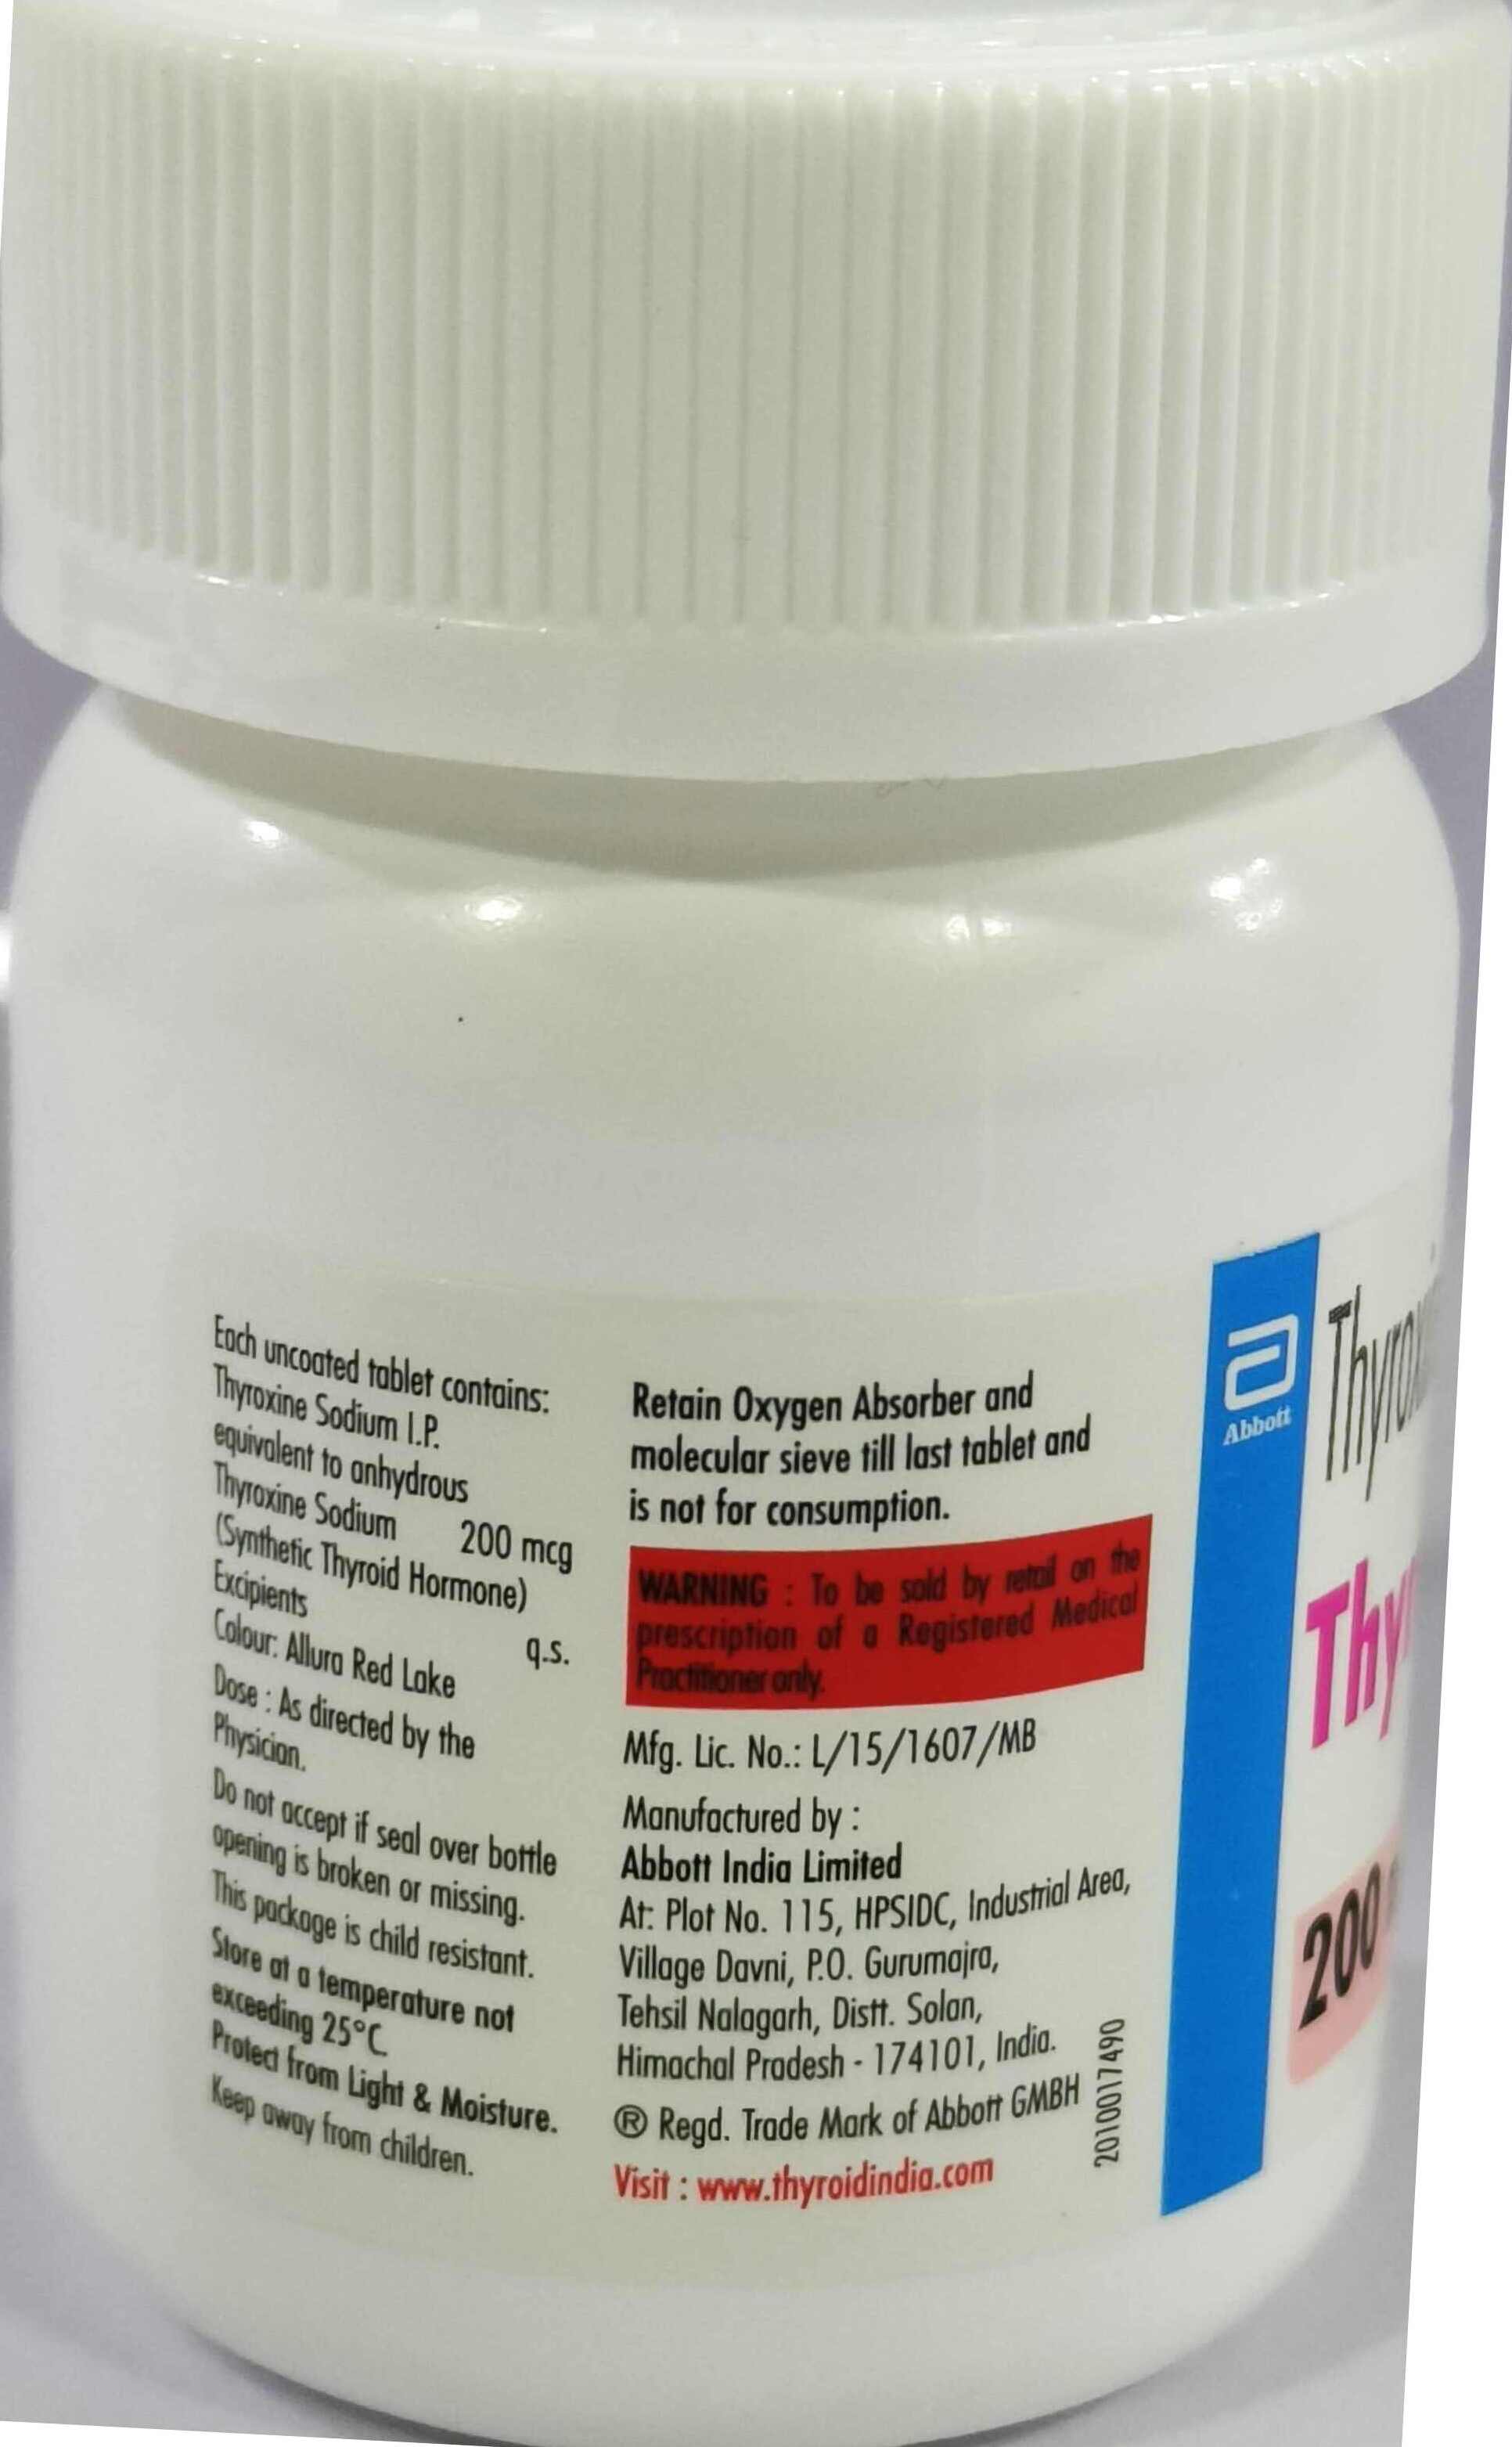 Each uncoated tablet contains:
Thyroxine Sodium I.P.
equivalent to anhydrous
Thyroxine Sodium 200 mcg
(Synthetic Thyroid Hormone)
Excipients q.s.
Colour: Allura Red Lake
Dose : As directed by the
Physician.
Do not accept if seal over bottle
opening is broken or missing.
This package is child resistant.
Store at a temperature not
exceeding 25°C.
Protect from Light & Moisture.
Keep away from children.
Retain Oxygen Absorber and
molecular sieve till last tablet and
is not for consumption.
WARNING : To be sold by retail on the
prescription of a Registered Medical
Practitioner only.
Mfg. Lic. No.: L/15/1607/MB
Manufactured by :
Abbott India Limited
At: Plot No. 115, HPSIDC, Industrial Area,
Village Davni, P.O. Gurumajra,
Tehsil Nalagarh, Distt. Solan,
Himachal Pradesh - 174101, India.
® Regd. Trade Mark of Abbott GMBH
Visit : www.thyroidindia.com
2010017490
Abbott
200